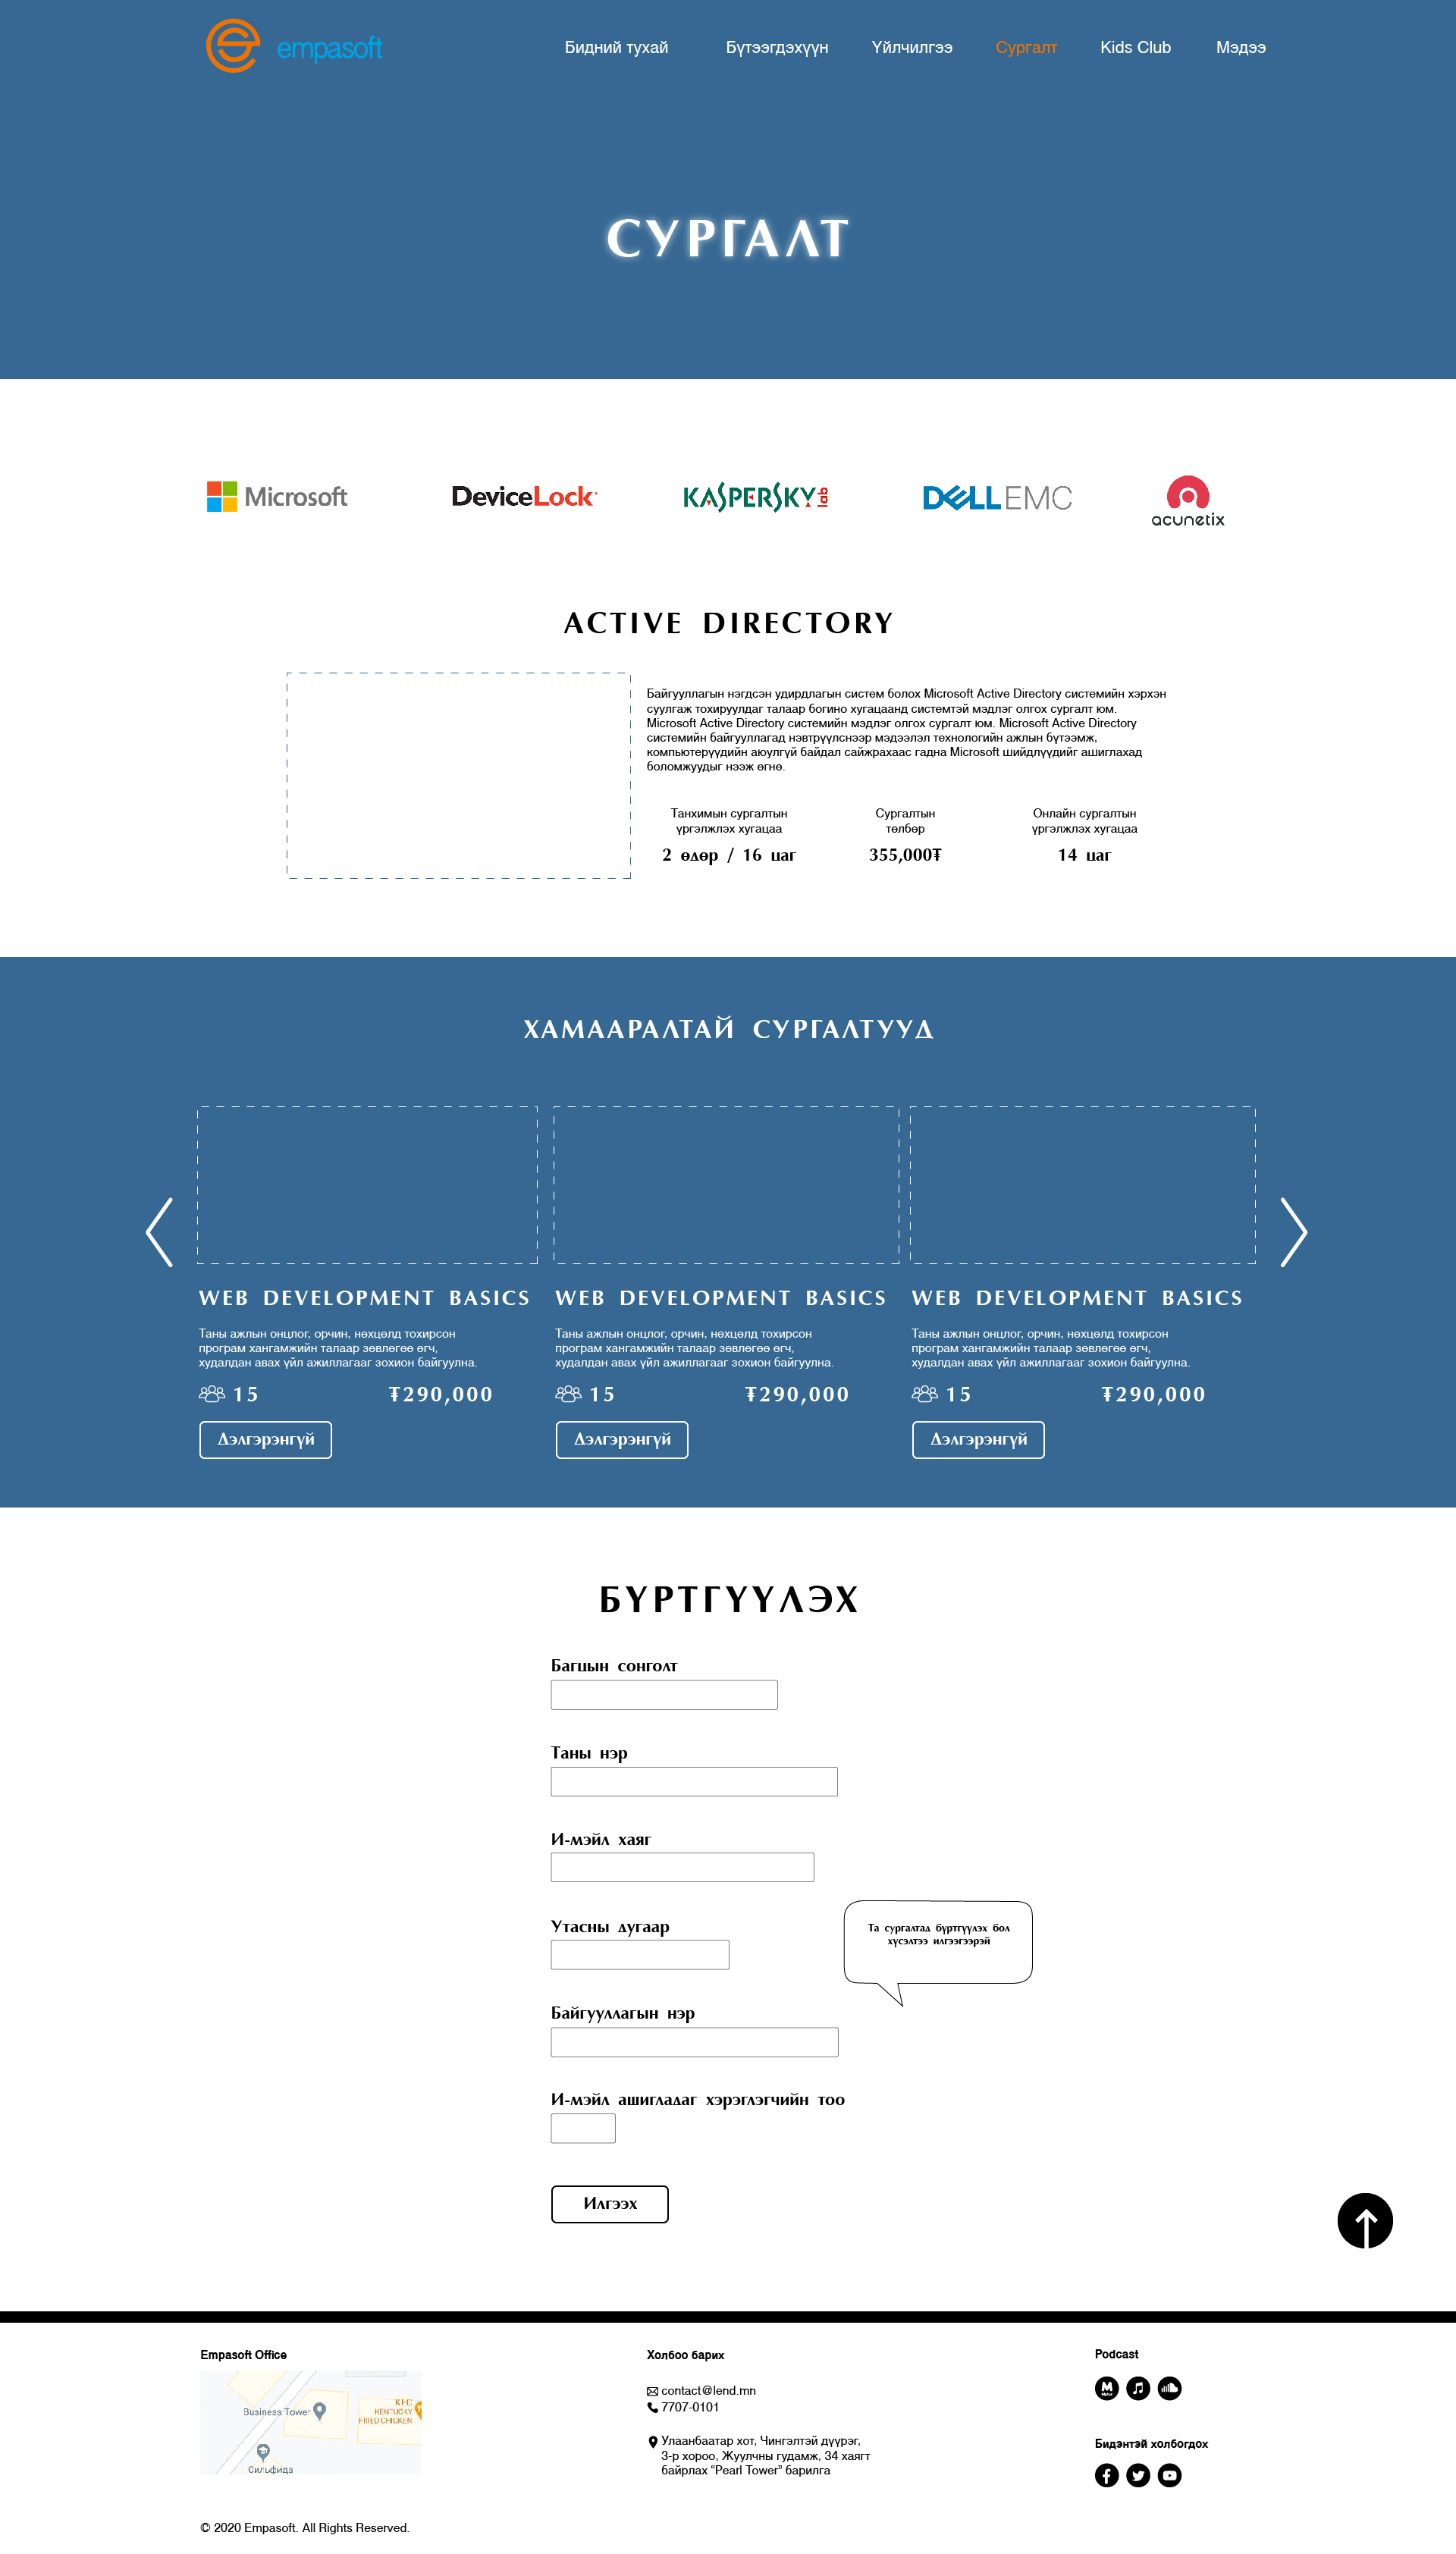 empasoft
Бидний тухай
Бүтээгдэхүүн
Үйлчилгээ
Сургалт
Kids Club
Мэдээ
СУРГАЛТ
Microsoft
DeviceLock
KASPERSKY lab
DELL EMC
acunetix
ACTIVE DIRECTORY
Байгууллагын нэгдсэн удирдлагын систем болох Microsoft Active Directory системийн хэрхэн
суулгаж тохируулдаг талаар богино хугацаанд системтэй мэдлэг олгох сургалт юм.
Microsoft Active Directory системийн мэдлэг олгох сургалт юм. Microsoft Active Directory
системийн байгууллагад нэвтрүүлснээр мэдээлэл технологийн ажлын бүтээмж,
компьютерүүдийн аюулгүй байдал сайжрахаас гадна Microsoft шийдлүүдийг ашиглахад
боломжуудыг нээж өгнө.
Танхимын сургалтын
үргэлжлэх хугацаа
2 өдөр / 16 цаг
Сургалтын
төлбөр
355,000₮
Онлайн сургалтын
үргэлжлэх хугацаа
14 цаг
ХАМААРАЛТАЙ СУРГАЛТУУД
WEB DEVELOPMENT BASICS
Таны ажлын онцлог, орчин, нөхцөлд тохирсон
програм хангамжийн талаар зөвлөгөө өгч,
худалдан авах үйл ажиллагааг зохион байгуулна.
15 ₮290,000
Дэлгэрэнгүй
WEB DEVELOPMENT BASICS
Таны ажлын онцлог, орчин, нөхцөлд тохирсон
програм хангамжийн талаар зөвлөгөө өгч,
худалдан авах үйл ажиллагааг зохион байгуулна.
15 ₮290,000
Дэлгэрэнгүй
WEB DEVELOPMENT BASICS
Таны ажлын онцлог, орчин, нөхцөлд тохирсон
програм хангамжийн талаар зөвлөгөө өгч,
худалдан авах үйл ажиллагааг зохион байгуулна.
15 ₮290,000
Дэлгэрэнгүй
БҮРТГҮҮЛЭХ
Багцын сонголт
Таны нэр
И-мэйл хаяг
Утасны дугаар
Та сургалтад бүртгүүлэх бол
хүсэлтээ илгээгээрэй
Байгууллагын нэр
И-мэйл ашигладаг хэрэглэгчийн тоо
Илгээх
Empasoft Office
Business Tower
KFC
KENTUCKY
FRIED CHICKEN
Сильфида
Холбоо барих
contact@lend.mn
7707-0101
Улаанбаатар хот, Чингэлтэй дүүрэг,
3-р хороо, Жуулчны гудамж, 34 хаягт
байрлах “Pearl Tower” барилга
Podcast
Бидэнтэй холбогдох
© 2020 Empasoft. All Rights Reserved.